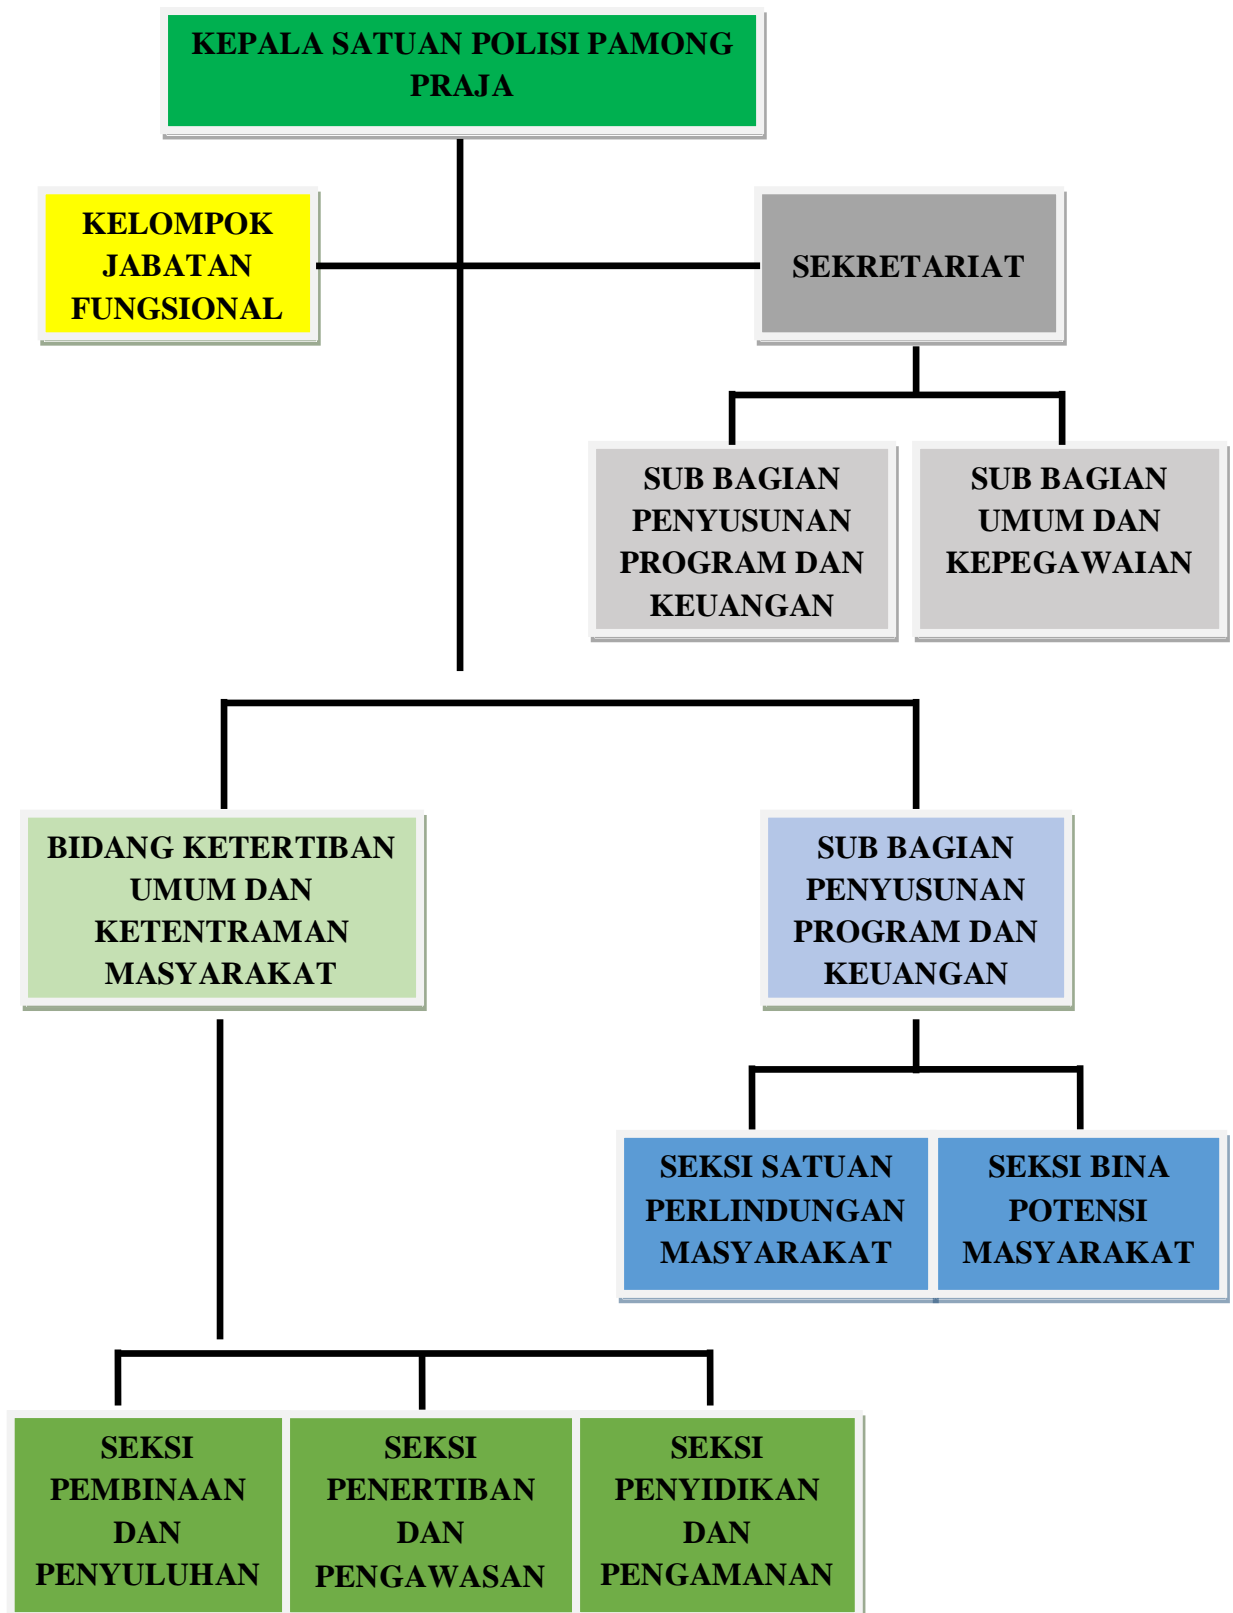 KEPALA SATUAN POLISI PAMONG
PRAJA
KELOMPOK
JABATAN
FUNGSIONAL
SEKRETARIAT
SUB BAGIAN
PENYUSUNAN
PROGRAM DAN
KEUANGAN
SUB BAGIAN
UMUM DAN
KEPEGAWAIAN
BIDANG KETERTIBAN
UMUM DAN
KETENTRAMAN
MASYARAKAT
SUB BAGIAN
PENYUSUNAN
PROGRAM DAN
KEUANGAN
SEKSI SATUAN
PERLINDUNGAN
MASYARAKAT
SEKSI BINA
POTENSI
MASYARAKAT
SEKSI
PEMBINAAN
DAN
PENYULUHAN
SEKSI
PENERTIBAN
DAN
PENGAWASAN
SEKSI
PENYIDIKAN
DAN
PENGAMANAN